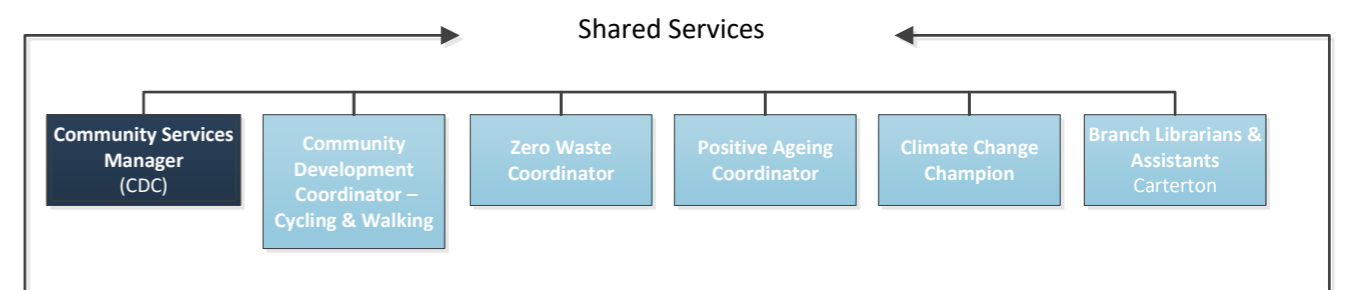 Shared Services
Community Services
Manager
(CDC)
Community
Development
Coordinator –
Cycling & Walking
Zero Waste
Coordinator
Positive Ageing
Coordinator
Climate Change
Champion
Branch Librarians &
Assistants
Carterton